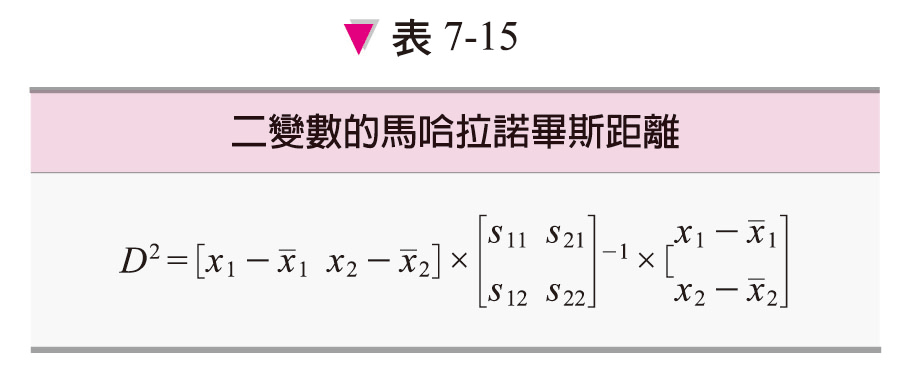 ▼ 表 7-15
二變數的馬哈拉諾畢斯距離
D² = [x₁ − x̄₁  x₂ − x̄₂] × [s₁₁ s₂₁
s₁₂ s₂₂]⁻¹ × [x₁ − x̄₁
x₂ − x̄₂]